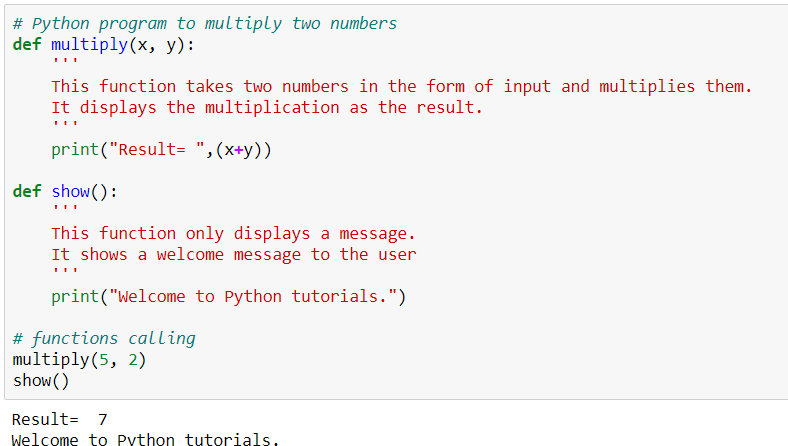 # Python program to multiply two numbers
def multiply(x, y):
    '''
    This function takes two numbers in the form of input and multiplies them.
    It displays the multiplication as the result.
    '''
    print("Result= ",(x+y))

def show():
    '''
    This function only displays a message.
    It shows a welcome message to the user
    '''
    print("Welcome to Python tutorials.")

# functions calling
multiply(5, 2)
show()

Result=  7
Welcome to Python tutorials.